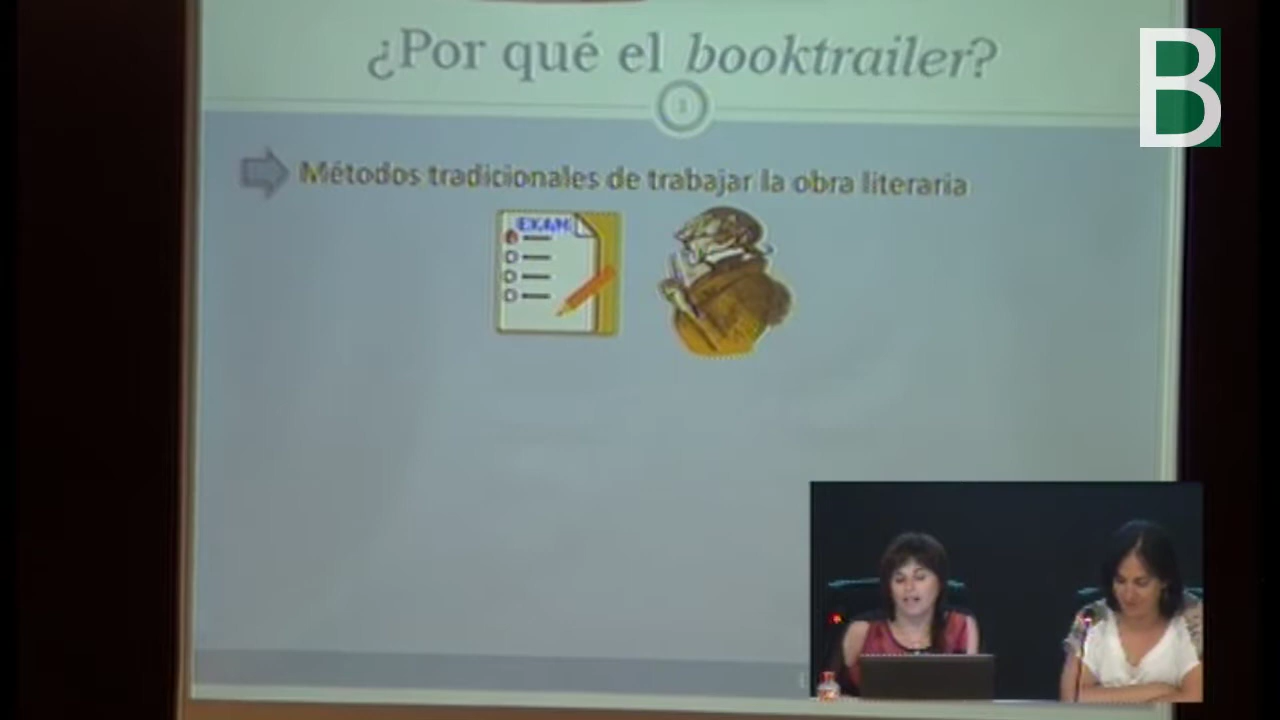 ¿Por qué el booktrailer?
B
Métodos tradicionales de trabajar la obra literaria
EXAM